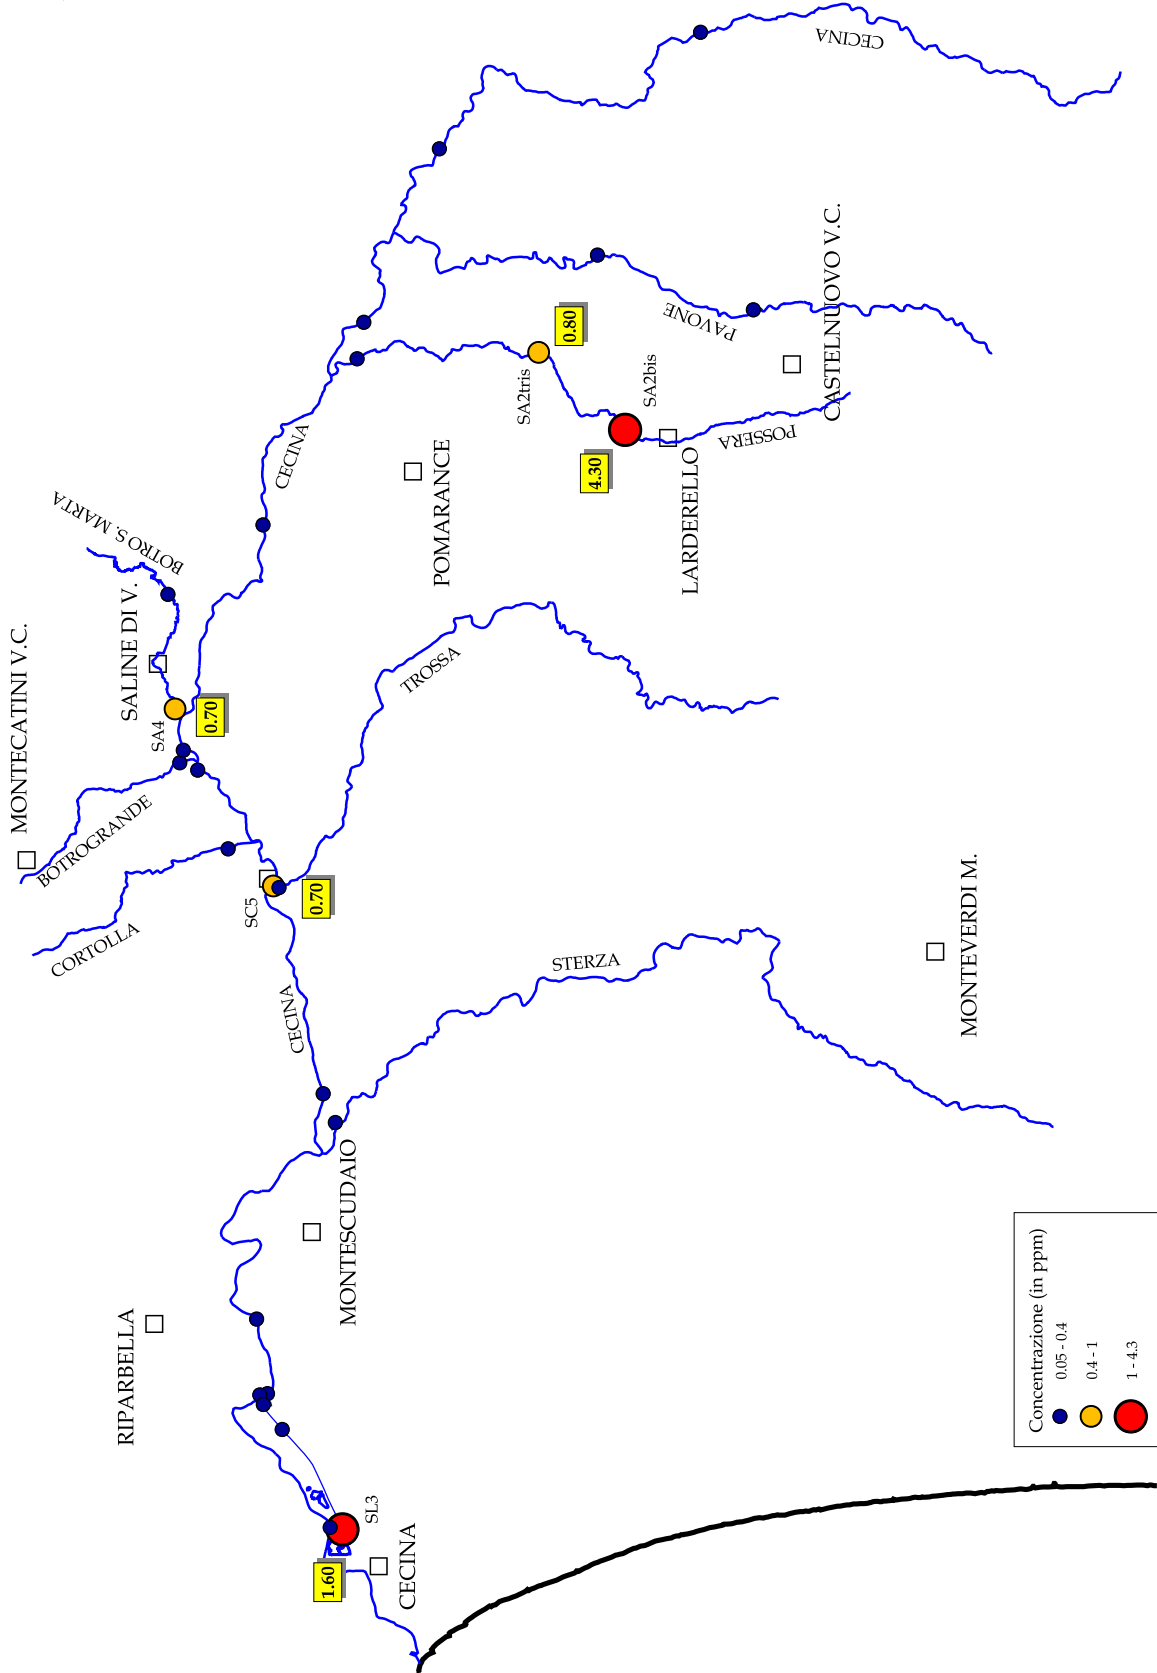 MONTECATINI V.C.
BOTRO S. MARTA
SALINE DI V.
SA4
0.70
BOTROGRANDE
CORTOLLA
SC5
0.70
CECINA
CECINA
CECINA
TROSSA
POMARANCE
SA2tris
0.80
SA2bis
4.30
LARDERELLO
POSSERA
PAVONE
CASTELNUOVO V.C.
STERZA
MONTEVERDI M.
MONTESCUDAIO
RIPARBELLA
SL3
1.60
CECINA
Concentrazione (in ppm)
0.05 - 0.4
0.4 - 1
1 - 4.3